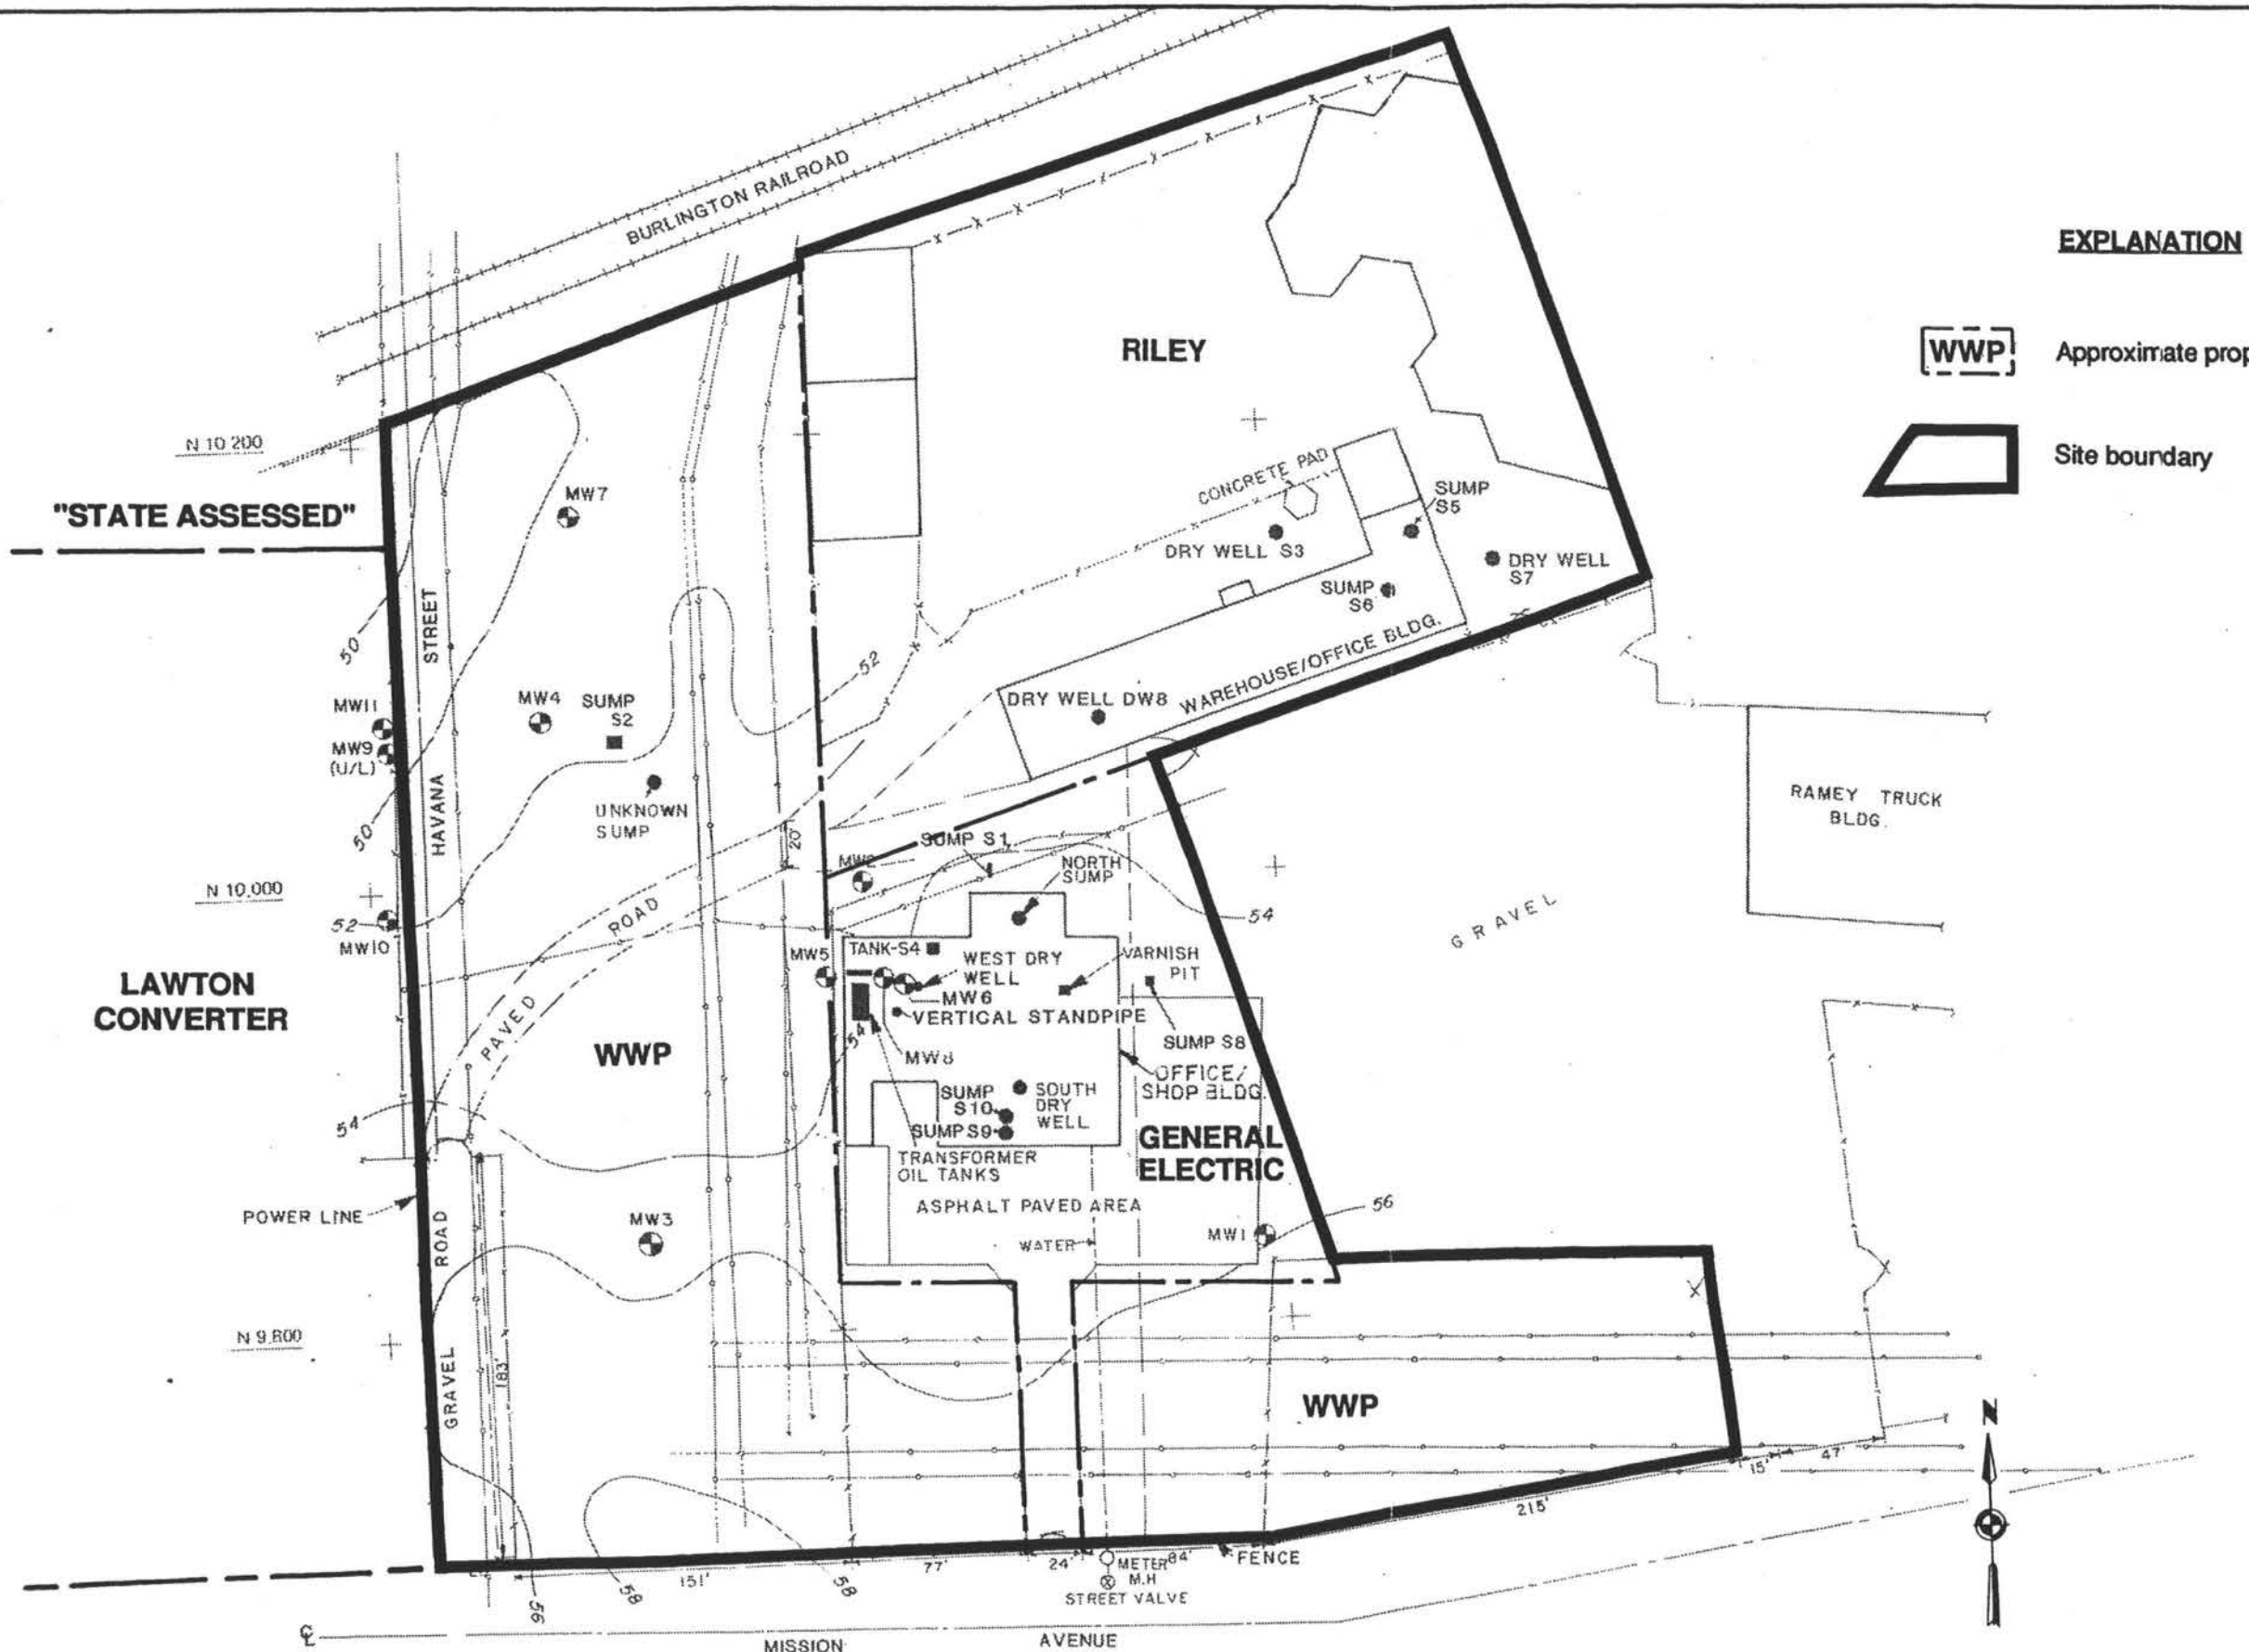 BURLINGTON RAILROAD
EXPLANATION
WWP
Approximate prop
Site boundary
RILEY
N 10 200
"STATE ASSESSED"
MW7
CONCRETE PAD
SUMP
S5
DRY WELL S3
DRY WELL
S7
SUMP
S6
WAREHOUSE/OFFICE BLDG.
DRY WELL DW8
50
STREET
HAVANA
52
MW11
MW9
(U/L)
MW4
SUMP
S2
UNKNOWN
SUMP
50
20'
RAMEY TRUCK
BLDG.
MW2
SUMP S1
NORTH
SUMP
N 10,000
52
MW10
ROAD
PAVED
54
GRAVEL
LAWTON
CONVERTER
WWP
MW5
TANK-S4
WEST DRY
WELL
VARNISH
PIT
MW6
VERTICAL STANDPIPE
54
MW8
SUMP S8
OFFICE/
SHOP BLDG.
SUMP
S10
SOUTH
DRY
WELL
SUMP S9
GENERAL
ELECTRIC
54
TRANSFORMER
OIL TANKS
ASPHALT PAVED AREA
POWER LINE
MW3
WATER
MW1
56
ROAD
GRAVEL
N 9,800
183'
WWP
N
15'
47'
215'
151'
77'
24'
84'
METER
M.H
STREET VALVE
FENCE
56
58
58
℄
MISSION
AVENUE